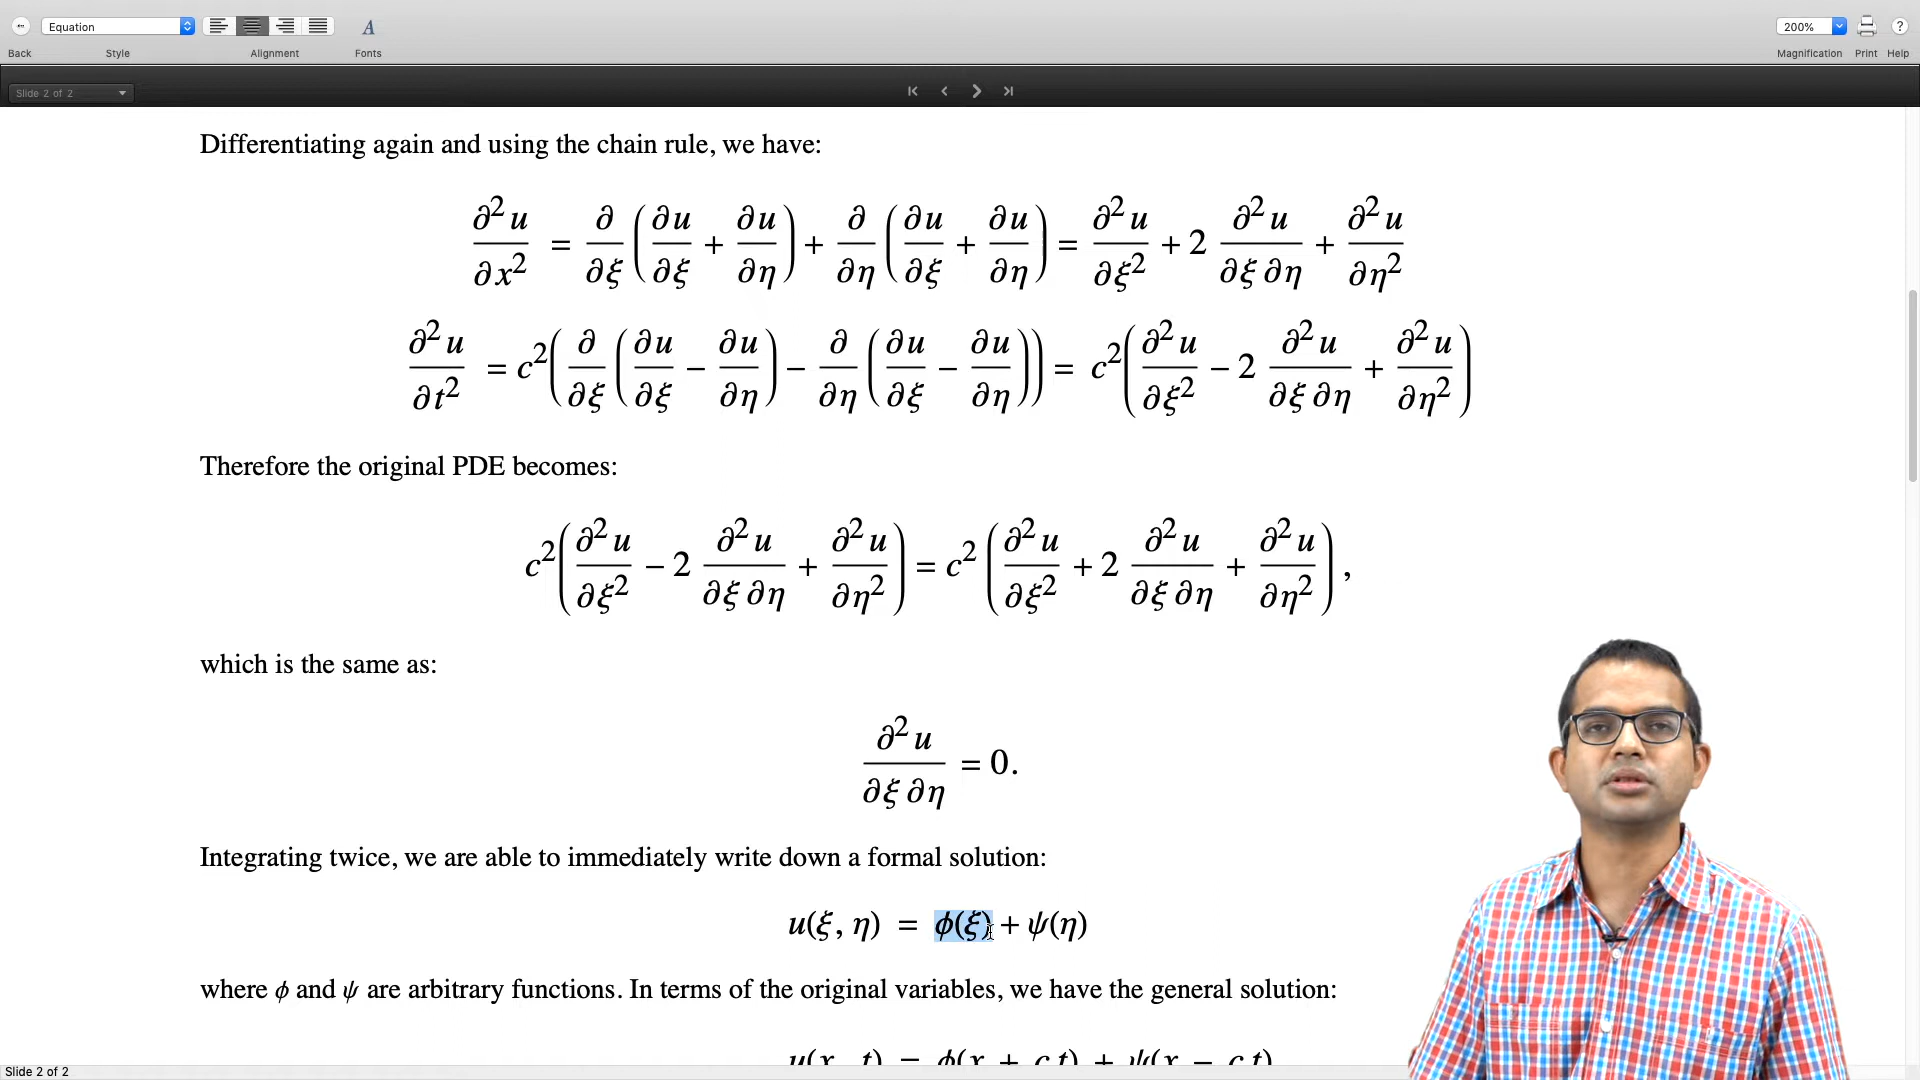 Equation
200%
Back Style Alignment Fonts Magnification Print Help
Slide 2 of 2
Differentiating again and using the chain rule, we have:
∂²u/∂x² = ∂/∂ξ (∂u/∂ξ + ∂u/∂η) + ∂/∂η (∂u/∂ξ + ∂u/∂η) = ∂²u/∂ξ² + 2 ∂²u/∂ξ ∂η + ∂²u/∂η²
∂²u/∂t² = c²(∂/∂ξ (∂u/∂ξ − ∂u/∂η) − ∂/∂η (∂u/∂ξ − ∂u/∂η)) = c²(∂²u/∂ξ² − 2 ∂²u/∂ξ ∂η + ∂²u/∂η²)
Therefore the original PDE becomes:
c²(∂²u/∂ξ² − 2 ∂²u/∂ξ ∂η + ∂²u/∂η²) = c² (∂²u/∂ξ² + 2 ∂²u/∂ξ ∂η + ∂²u/∂η²) ,
which is the same as:
∂²u/∂ξ ∂η = 0.
Integrating twice, we are able to immediately write down a formal solution:
u(ξ, η) = ϕ(ξ) + ψ(η)
where ϕ and ψ are arbitrary functions. In terms of the original variables, we have the general solution:
u(x, t) = ϕ(x + c t) + ψ(x − c t)
Slide 2 of 2